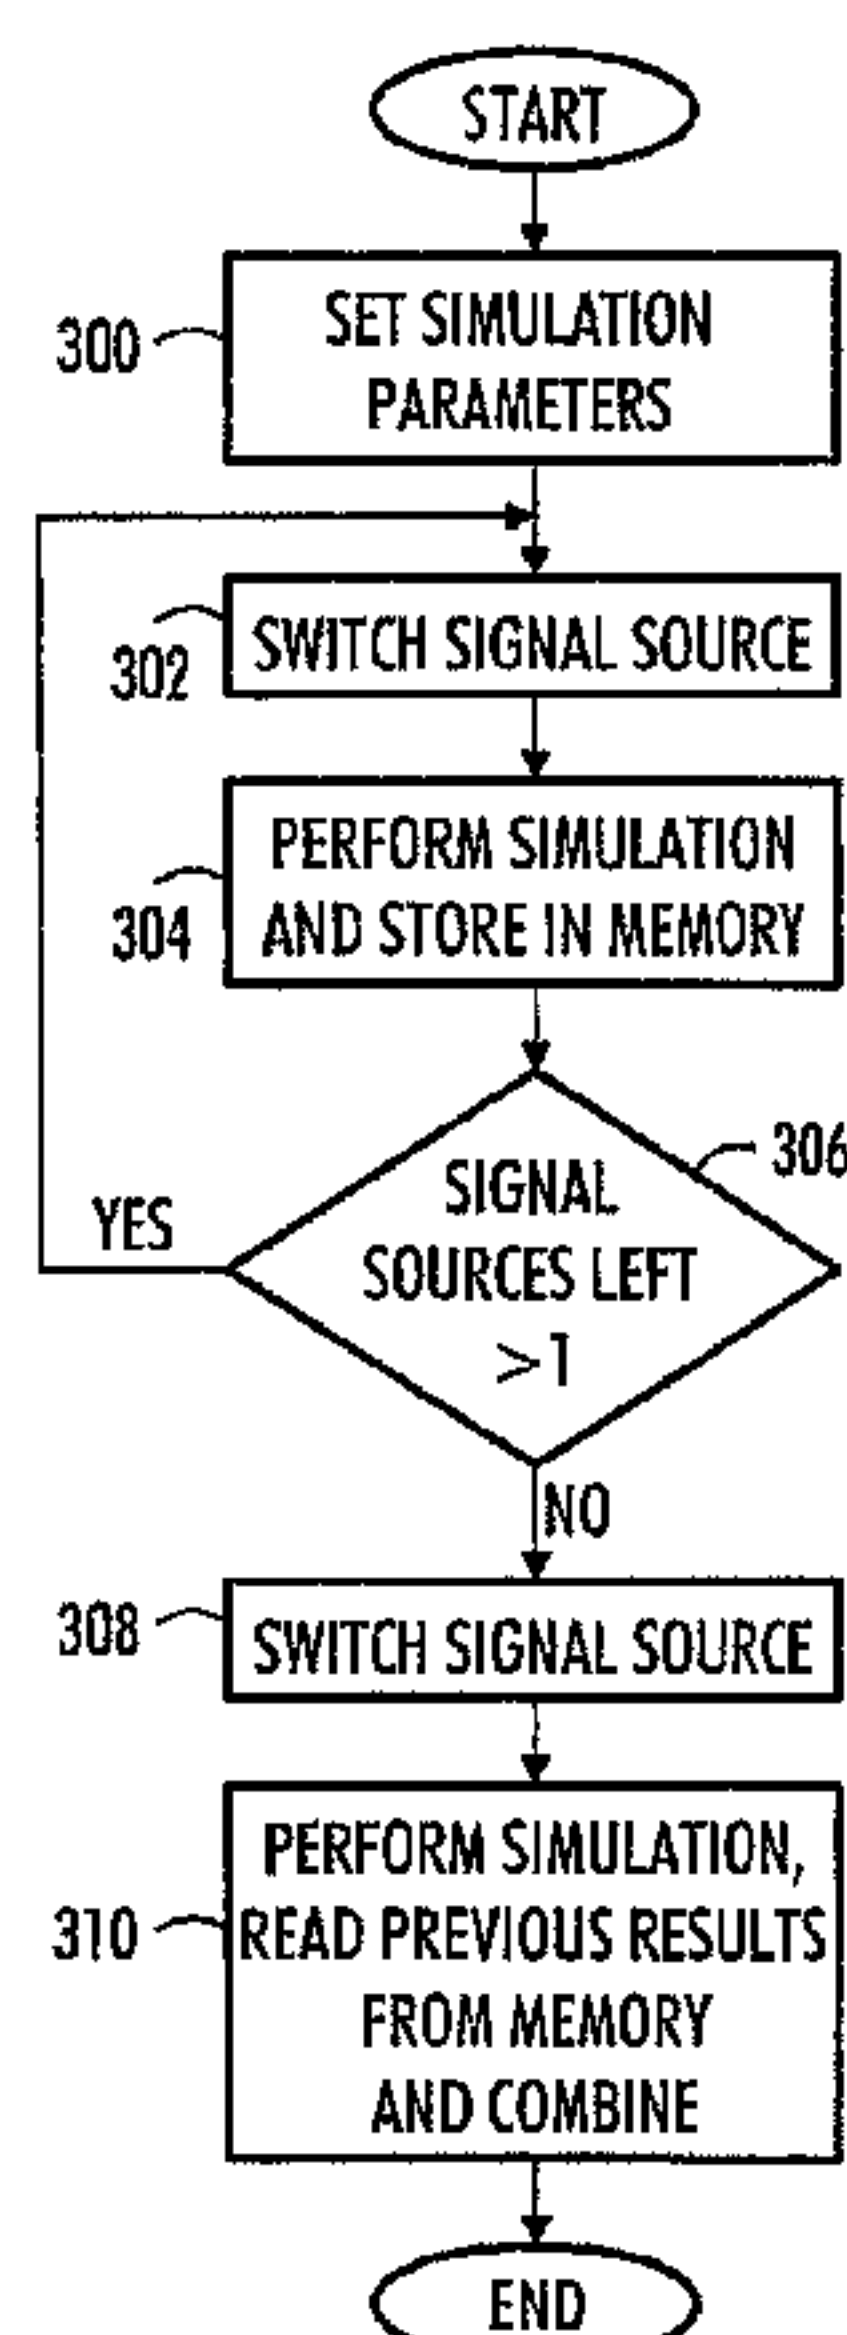 START
SET SIMULATION
PARAMETERS
300
SWITCH SIGNAL SOURCE
302
PERFORM SIMULATION
AND STORE IN MEMORY
304
306
SIGNAL
SOURCES LEFT
>1
YES
NO
308
SWITCH SIGNAL SOURCE
PERFORM SIMULATION,
READ PREVIOUS RESULTS
FROM MEMORY
AND COMBINE
310
END